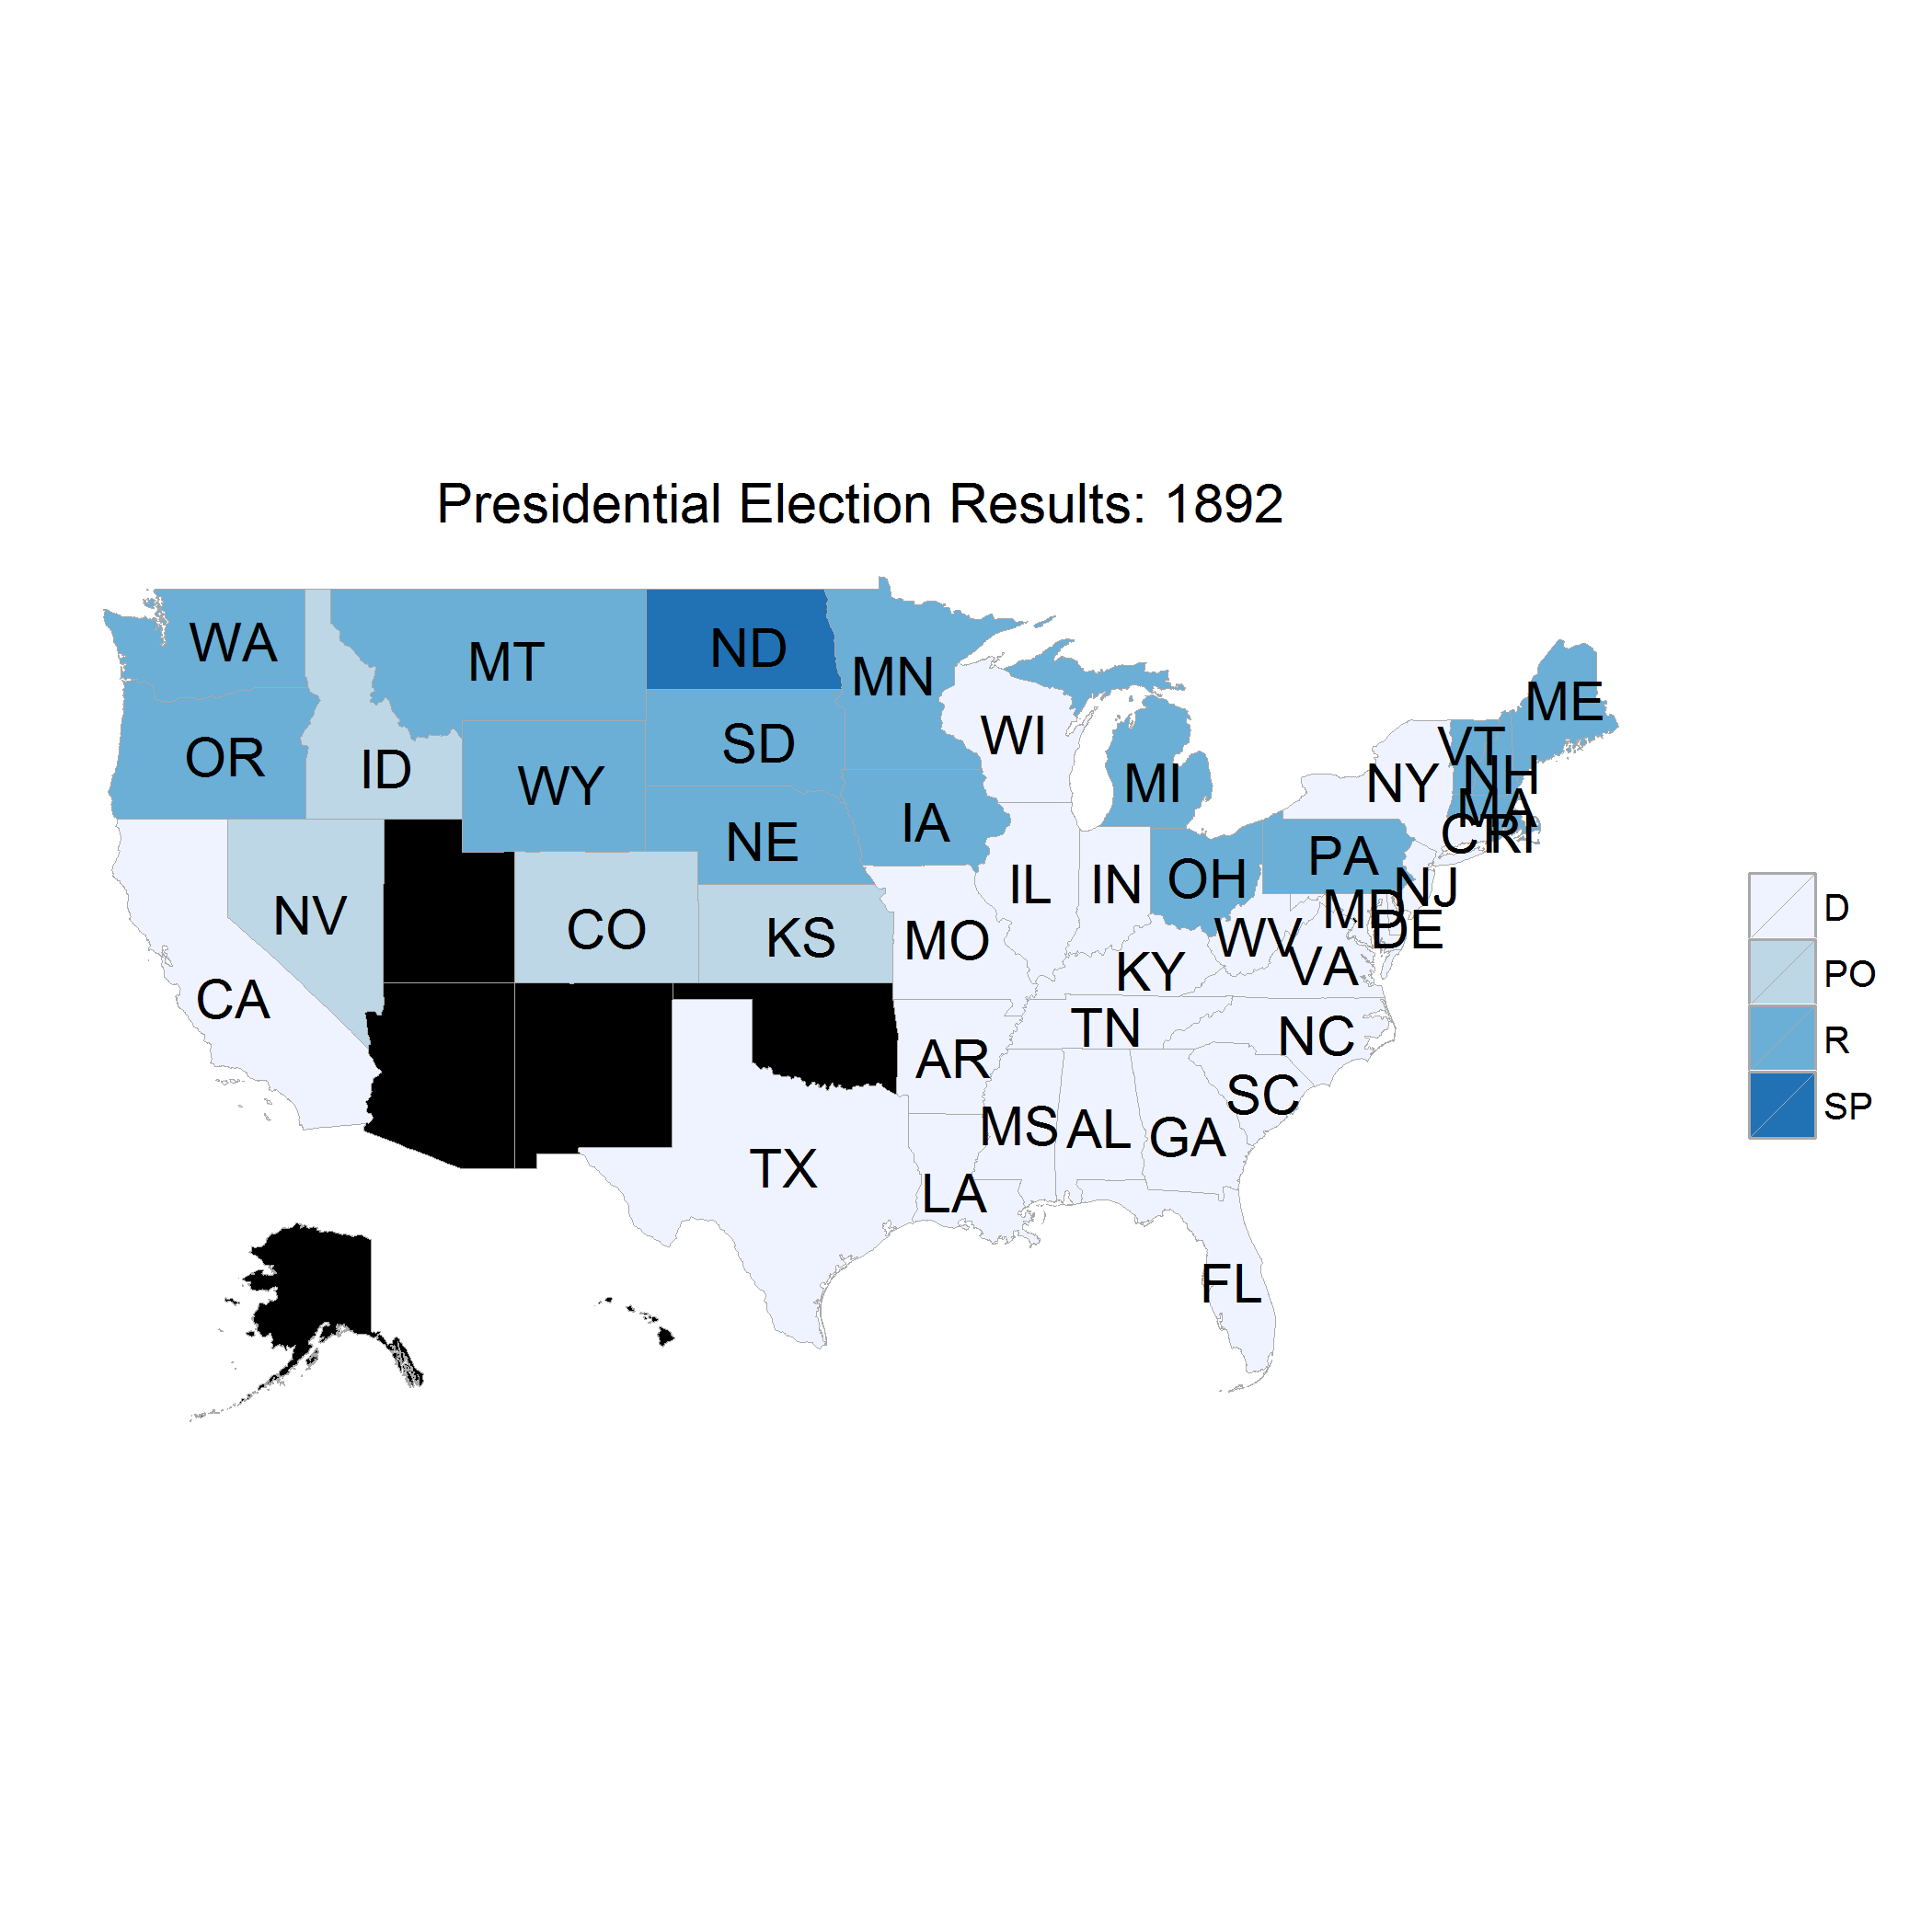 Presidential Election Results: 1892
WA
MT
ND
MN
ME
OR
ID
WY
SD
WI
MI
NY
VT
NH
MA
CT
RI
NE
IA
PA
NJ
OH
IL
IN
NV
CO
KS
MO
MD
DE
WV
VA
KY
CA
TN
NC
AR
SC
MS
AL
GA
TX
LA
FL
D
PO
R
SP